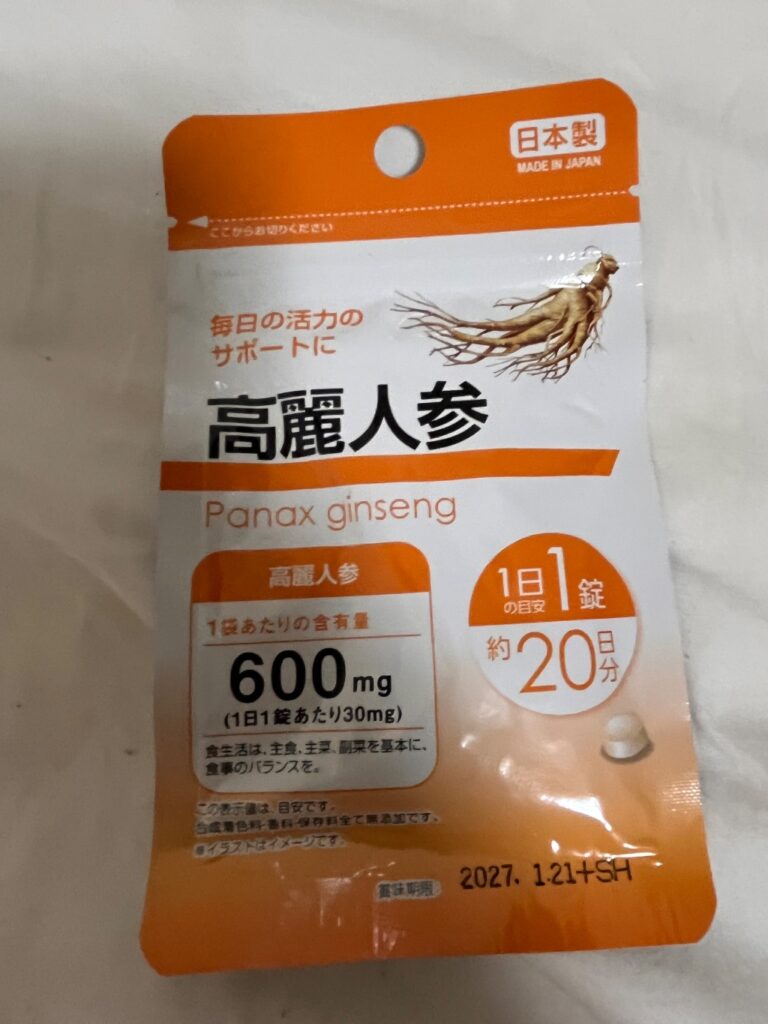 日本製
MADE IN JAPAN
ここからお切りください
毎日の活力の
サポートに
高麗人参
Panax ginseng
高麗人参
1袋あたりの含有量
600mg
(1日1錠あたり30mg)
食生活は、主食、主菜、副菜を基本に、
食事のバランスを。
1日の目安1錠
約20日分
この表示値は、目安です。
合成着色料・香料・保存料全て無添加です。
※イラストはイメージです。
賞味期限 2027. 1.21+SH